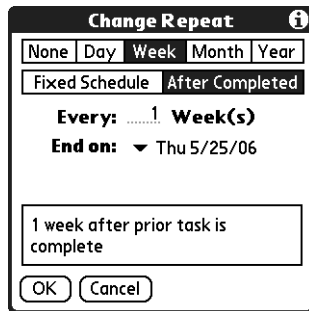 Change Repeat i
None Day Week Month Year
Fixed Schedule After Completed
Every: 1 Week(s)
End on: Thu 5/25/06
1 week after prior task is
complete
OK Cancel